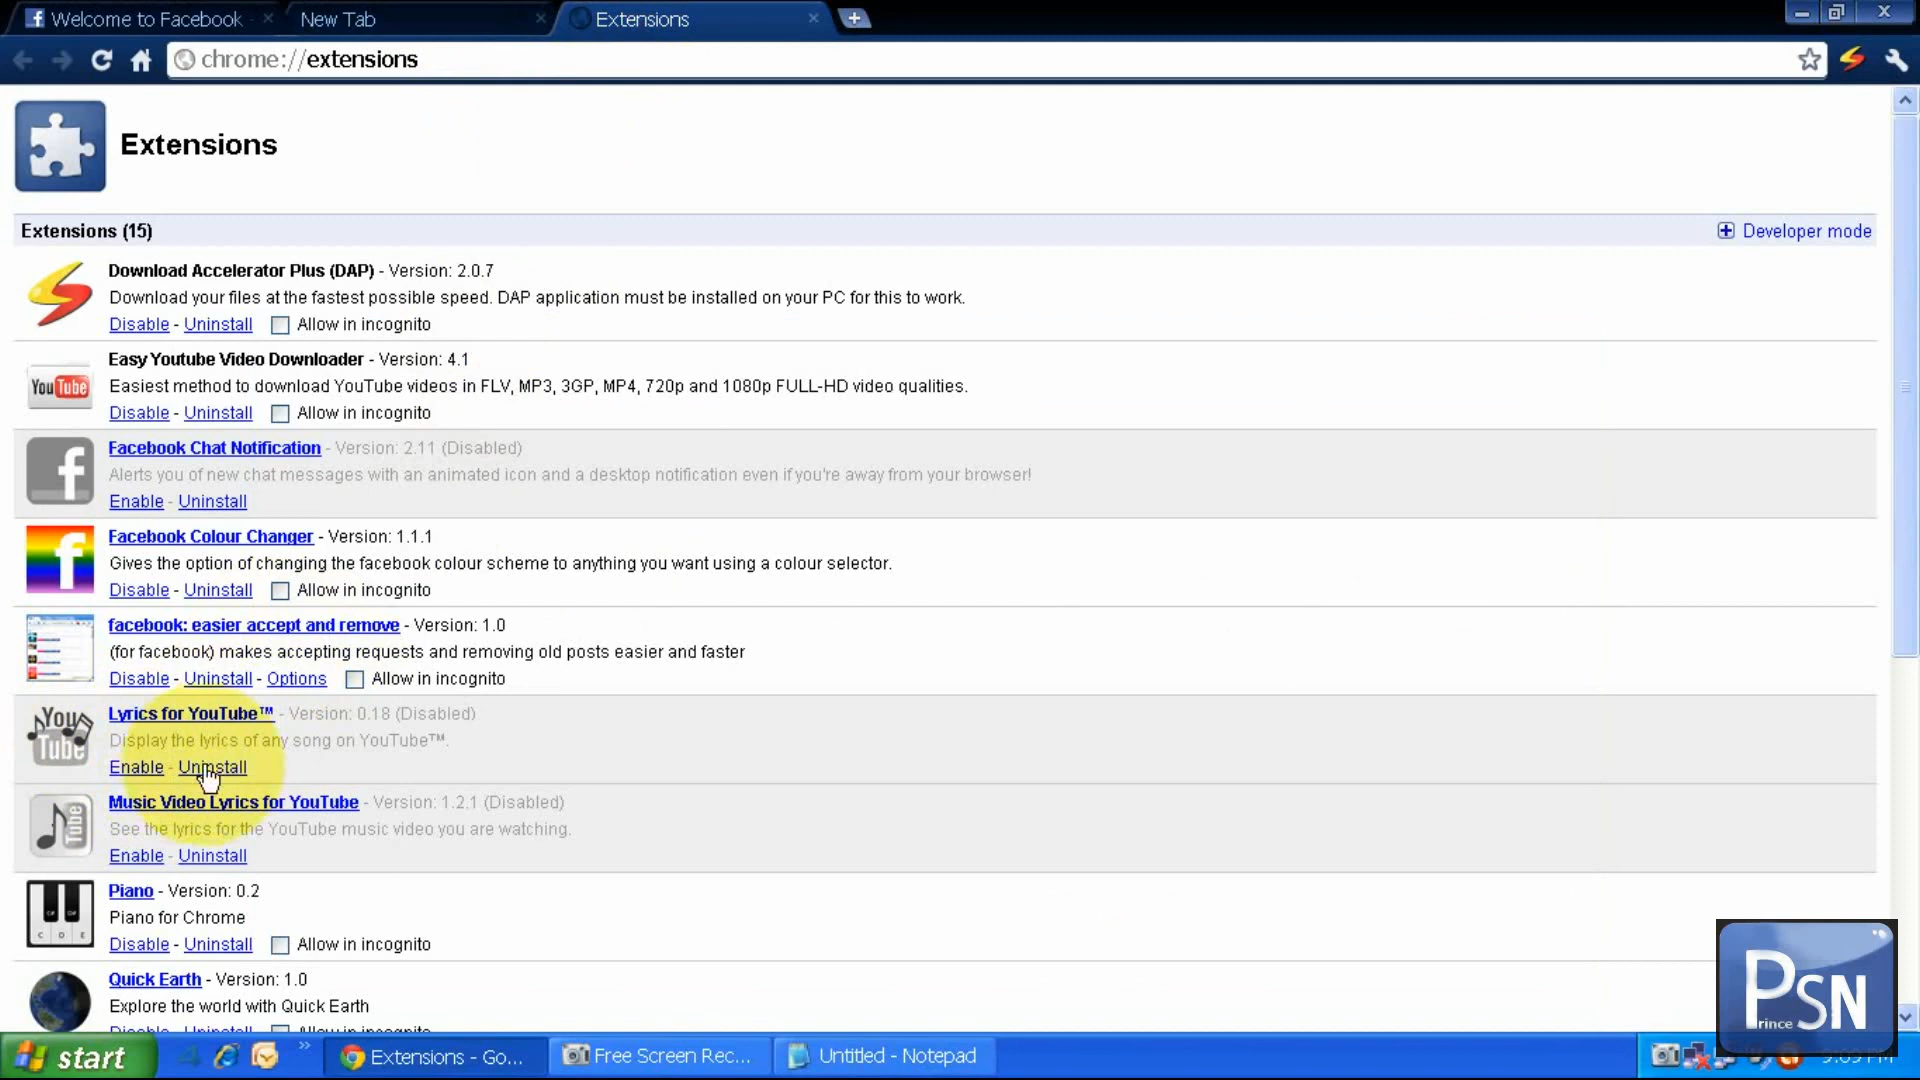 Welcome to Facebook
New Tab
Extensions
chrome://extensions
Extensions
Extensions (15)
Developer mode
Download Accelerator Plus (DAP) - Version: 2.0.7
Download your files at the fastest possible speed. DAP application must be installed on your PC for this to work.
Disable - Uninstall Allow in incognito
You Tube
Easy Youtube Video Downloader - Version: 4.1
Easiest method to download YouTube videos in FLV, MP3, 3GP, MP4, 720p and 1080p FULL-HD video qualities.
Disable - Uninstall Allow in incognito
Facebook Chat Notification - Version: 2.11 (Disabled)
Alerts you of new chat messages with an animated icon and a desktop notification even if you're away from your browser!
Enable - Uninstall
Facebook Colour Changer - Version: 1.1.1
Gives the option of changing the facebook colour scheme to anything you want using a colour selector.
Disable - Uninstall Allow in incognito
facebook: easier accept and remove - Version: 1.0
(for facebook) makes accepting requests and removing old posts easier and faster
Disable - Uninstall - Options Allow in incognito
You
Tube
Lyrics for YouTube™ - Version: 0.18 (Disabled)
Display the lyrics of any song on YouTube™.
Enable - Uninstall
Tube
Music Video Lyrics for YouTube - Version: 1.2.1 (Disabled)
See the lyrics for the YouTube music video you are watching.
Enable - Uninstall
C D E
Piano - Version: 0.2
Piano for Chrome
Disable - Uninstall Allow in incognito
Quick Earth - Version: 1.0
Explore the world with Quick Earth
Disable - Uninstall Allow in incognito
Prince SN
start
Extensions - Go...
Free Screen Rec...
Untitled - Notepad